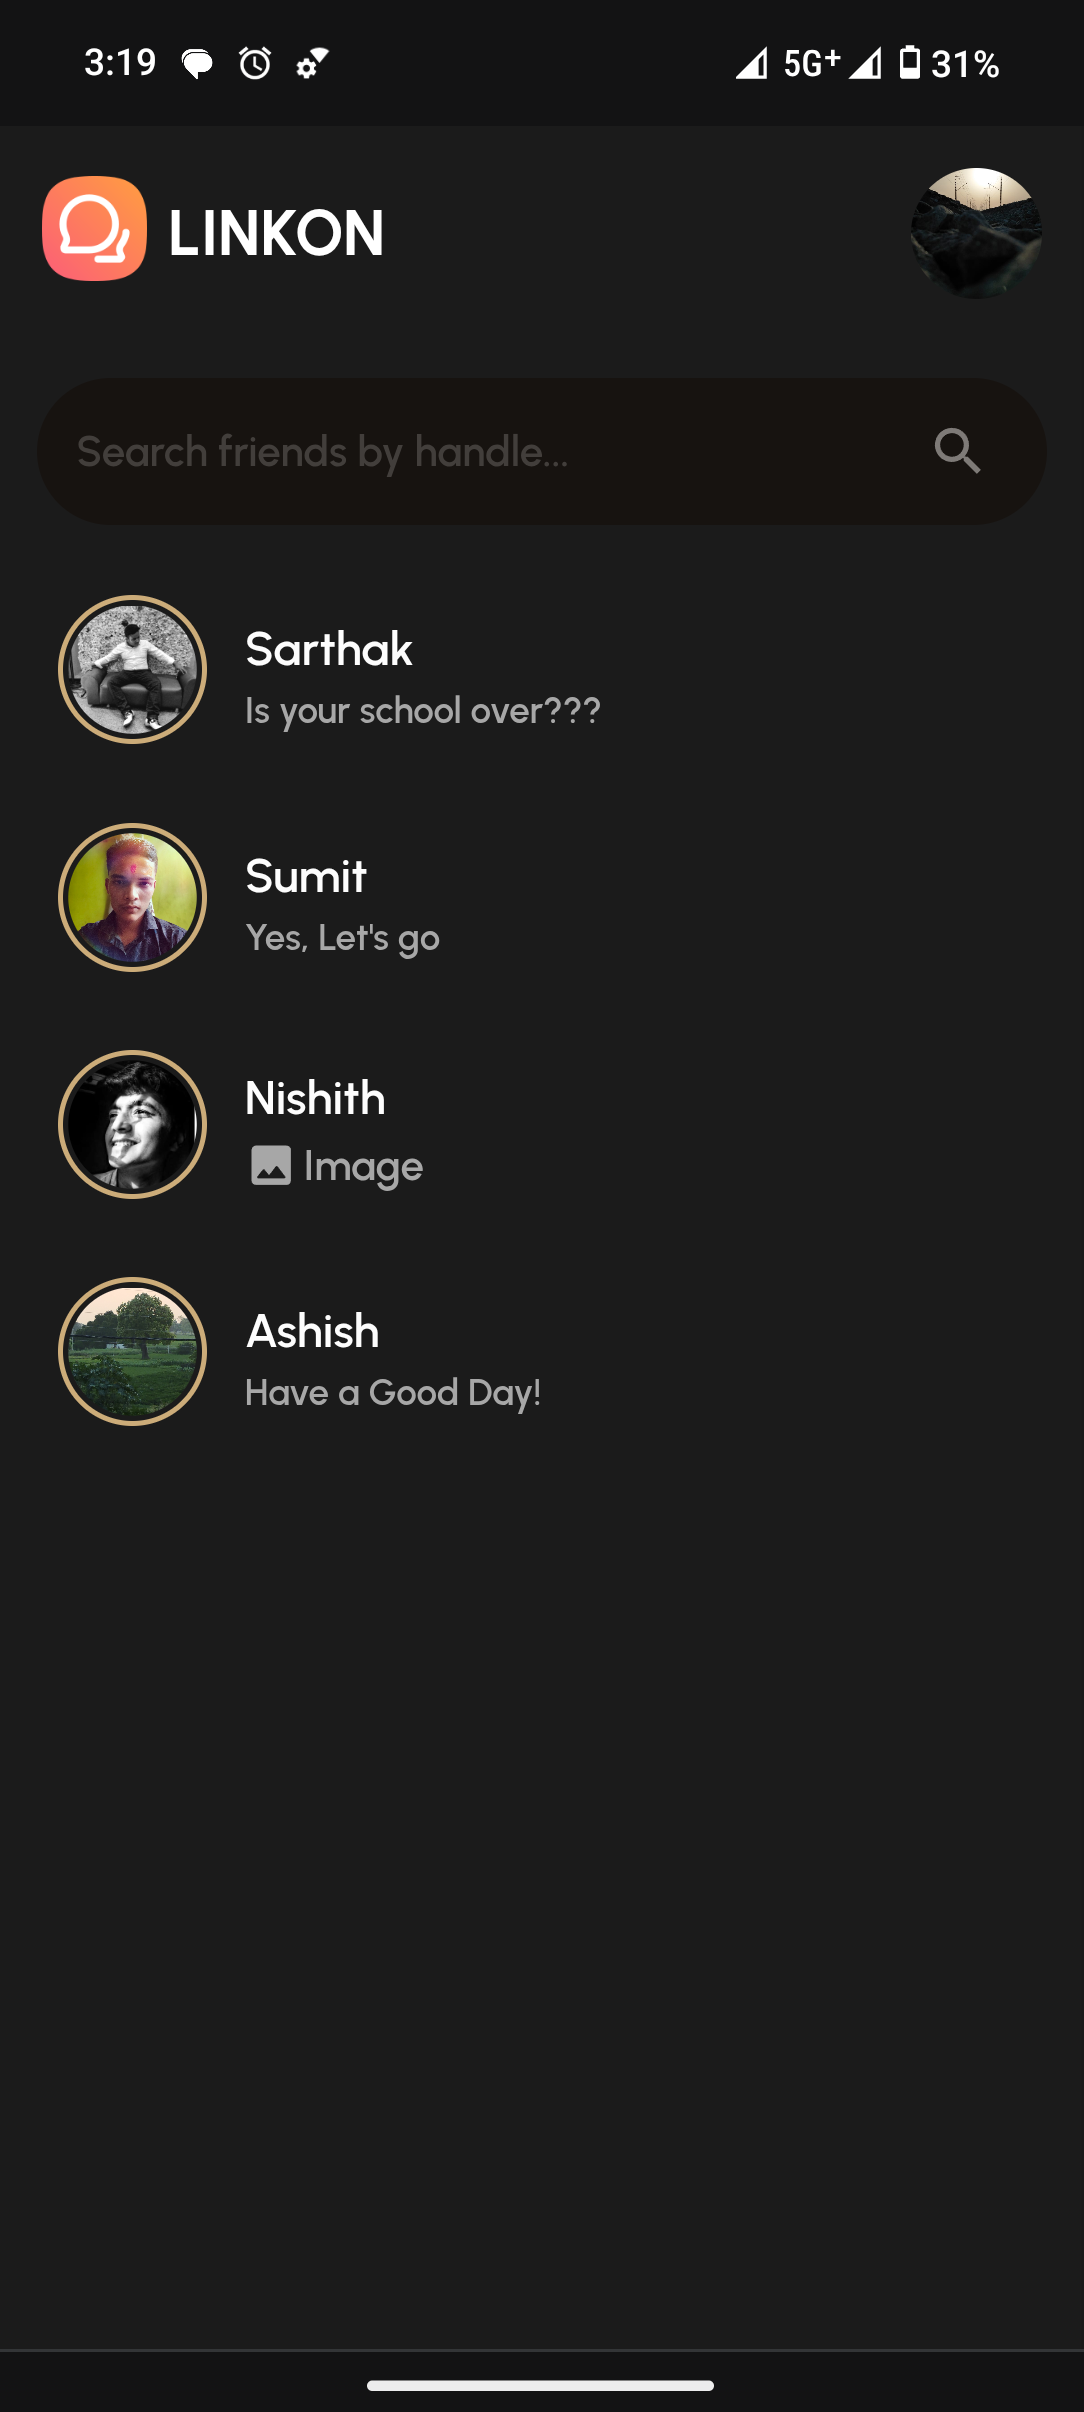 3:19 5G+ 31%
LINKON
Search friends by handle...
Sarthak
Is your school over???
Sumit
Yes, Let's go
Nishith
Image
Ashish
Have a Good Day!